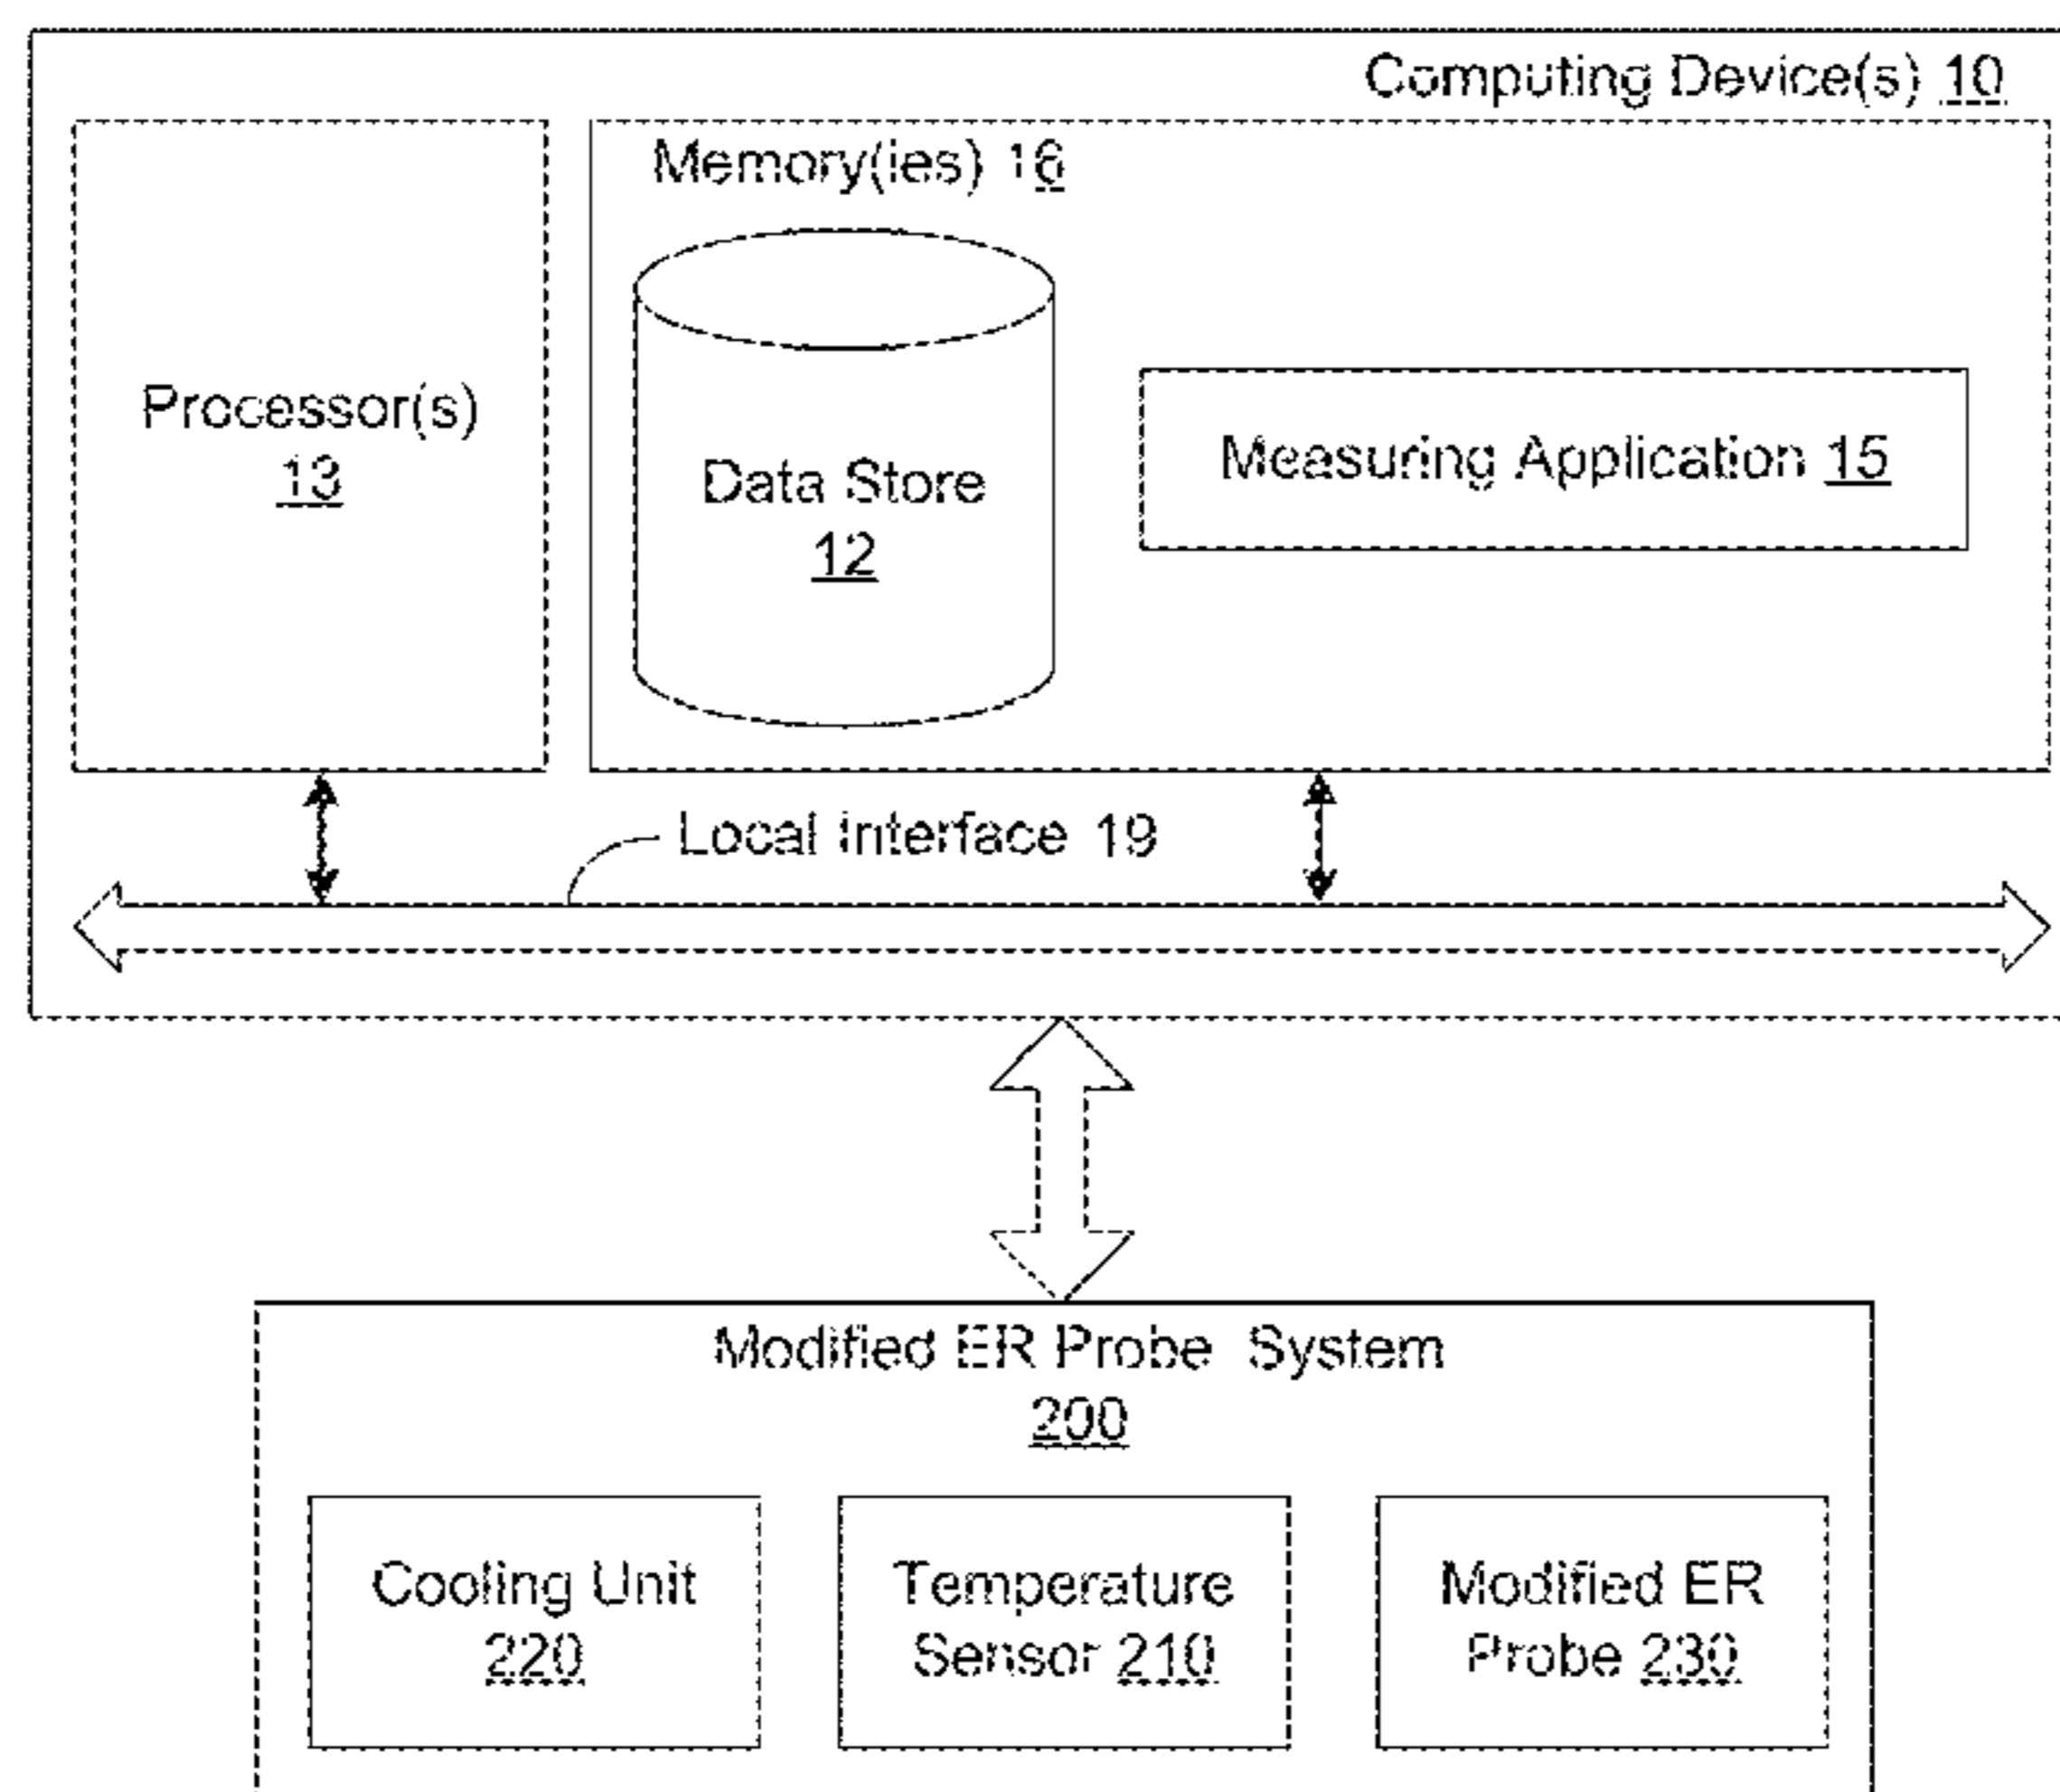 Computing Device(s) 10
Memory(ies) 16
Processor(s)
13
Data Store
12
Measuring Application 15
Local Interface 19
Modified ER Probe System
200
Cooling Unit
220
Temperature
Sensor 210
Modified ER
Probe 230